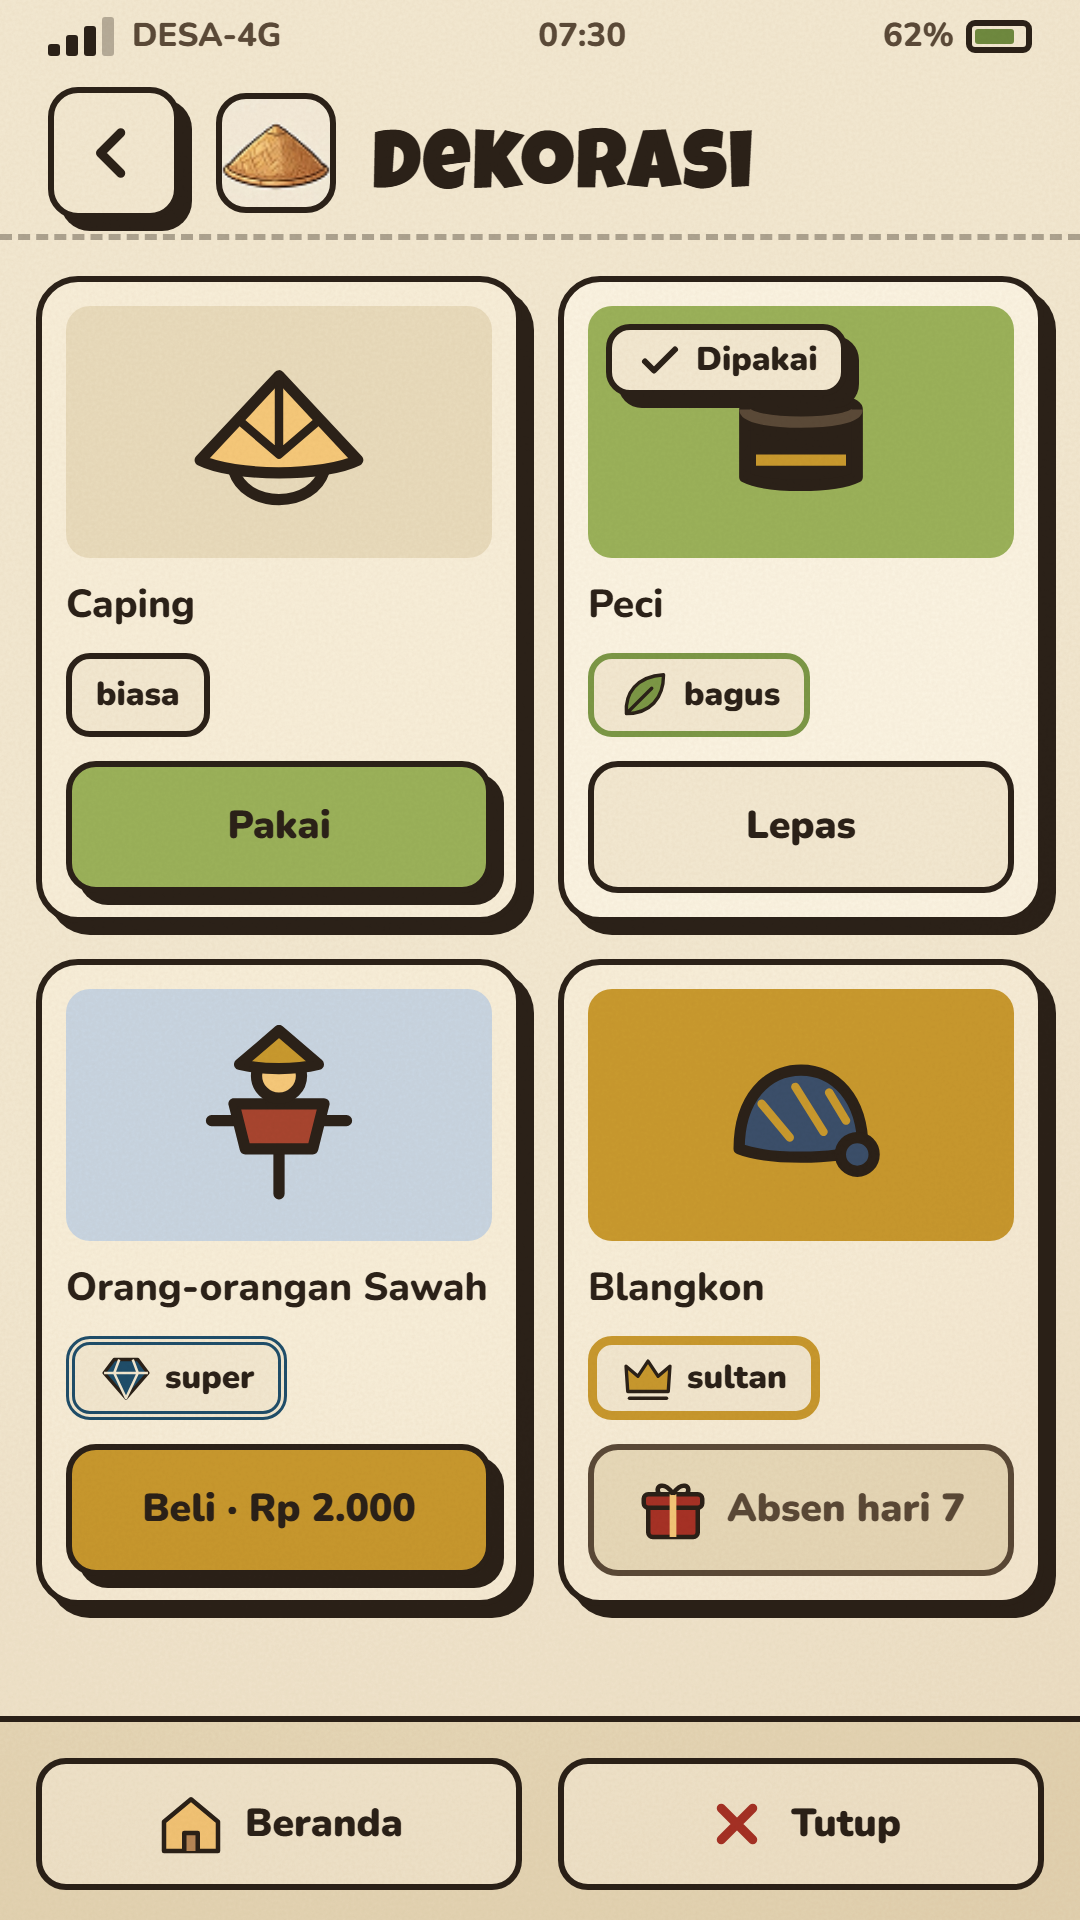 DESA-4G
07:30
62%
DeKORASI
Caping
biasa
Pakai
Dipakai
Peci
bagus
Lepas
Orang-orangan Sawah
super
Beli · Rp 2.000
Blangkon
sultan
Absen hari 7
Beranda
Tutup